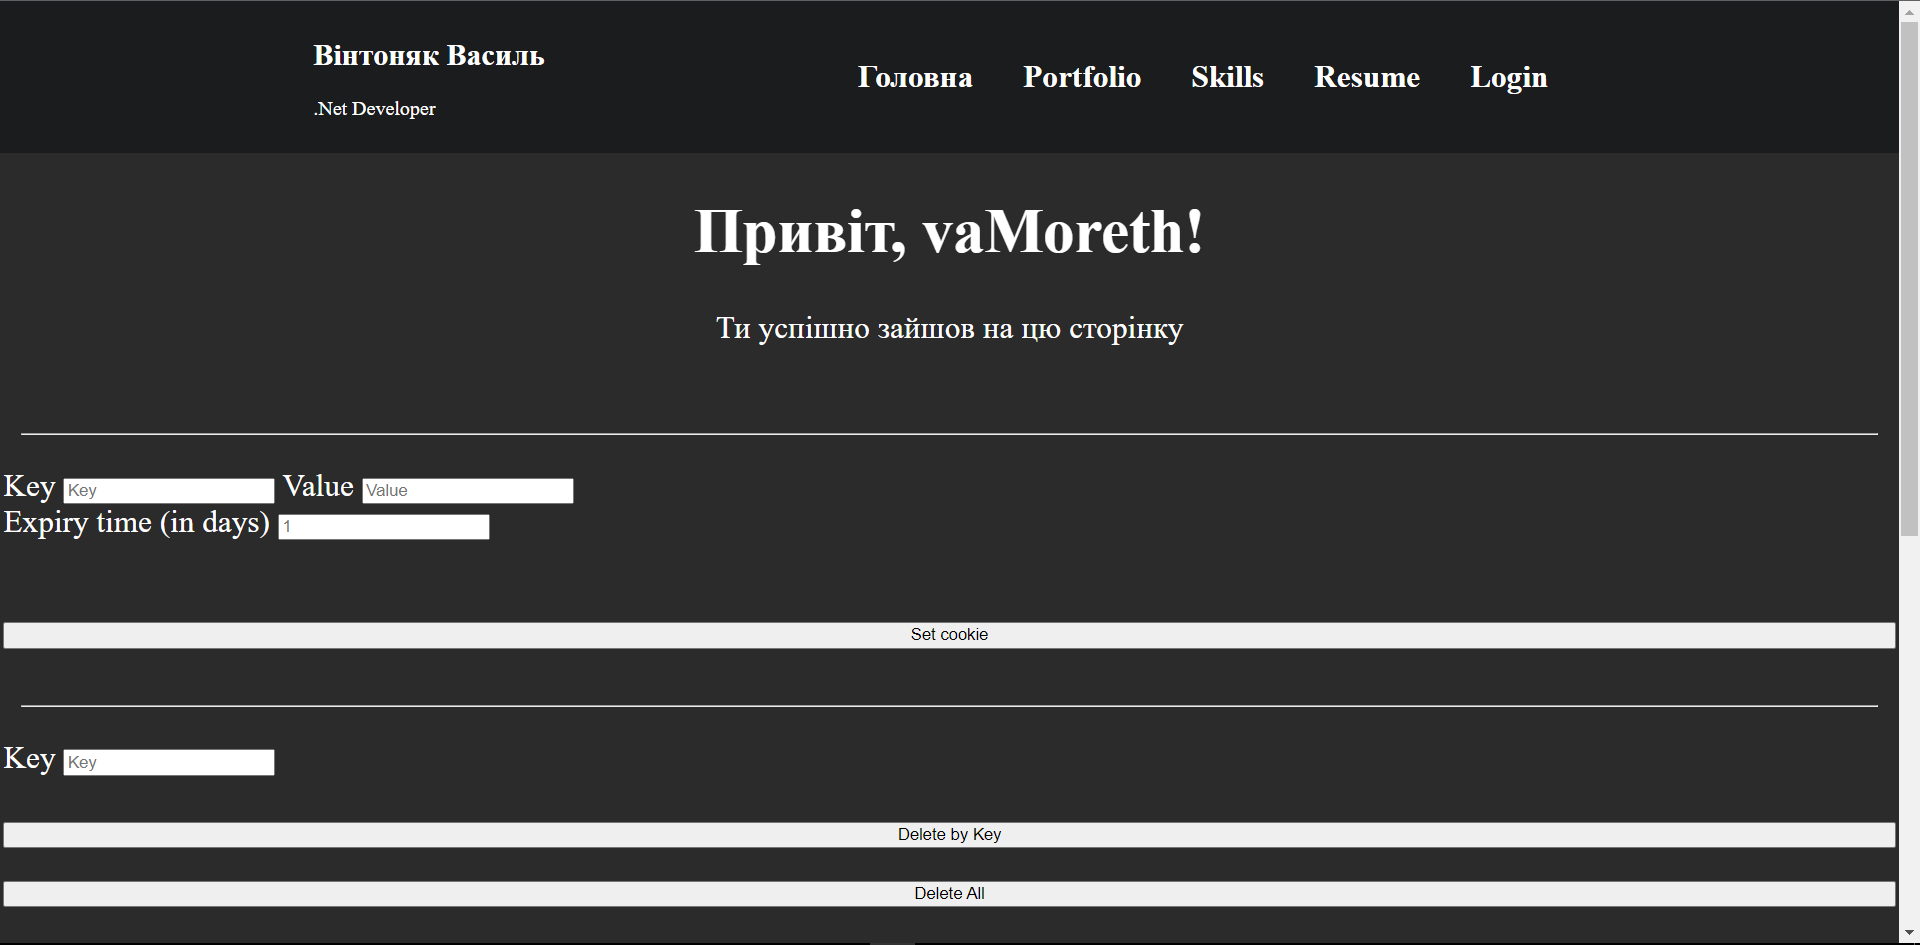 Вінтоняк Василь
.Net Developer
Головна Portfolio Skills Resume Login
Привіт, vaMoreth!
Ти успішно зайшов на цю сторінку
Key Key Value Value
Expiry time (in days) 1
Set cookie
Key Key
Delete by Key
Delete All